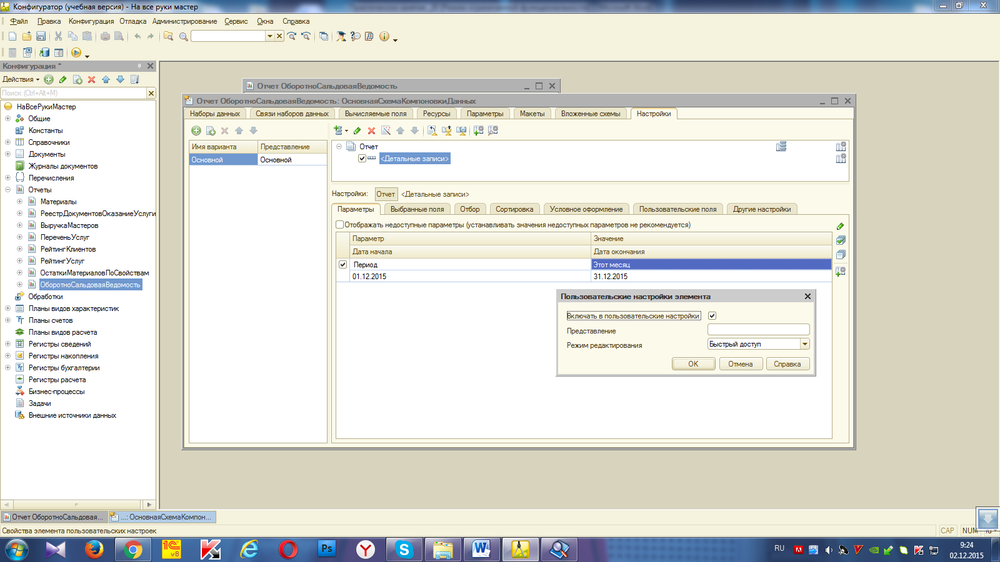 Конфигуратор (учебная версия) - На все руки мастер
Файл Правка Конфигурация Отладка Администрирование Сервис Окна Справка
Конфигурация *
Действия
Поиск (Ctrl+Alt+M)
НаВсеРукиМастер
Общие
Константы
Справочники
Документы
Журналы документов
Перечисления
Отчеты
Материалы
РеестрДокументовОказаниеУслуги
ВыручкаМастеров
ПереченьУслуг
РейтингКлиентов
РейтингУслуг
ОстаткиМатериаловПоСвойствам
ОборотноСальдоваяВедомость
Обработки
Планы видов характеристик
Планы счетов
Планы видов расчета
Регистры сведений
Регистры накопления
Регистры бухгалтерии
Регистры расчета
Бизнес-процессы
Задачи
Внешние источники данных
Отчет ОборотноСальдоваяВедомость
Отчет ОборотноСальдоваяВедомость: ОсновнаяСхемаКомпоновкиДанных
Наборы данных Связи наборов данных Вычисляемые поля Ресурсы Параметры Макеты Вложенные схемы Настройки
Имя варианта Представление
Основной Основной
Отчет
<Детальные записи>
Настройки: Отчет <Детальные записи>
Параметры Выбранные поля Отбор Сортировка Условное оформление Пользовательские поля Другие настройки
Отображать недоступные параметры (устанавливать значения недоступных параметров не рекомендуется)
Параметр Значение
Дата начала Дата окончания
Период Этот месяц
01.12.2015 31.12.2015
Пользовательские настройки элемента
Включать в пользовательские настройки
Представление
Режим редактирования Быстрый доступ
OK Отмена Справка
Отчет ОборотноСальдовая... ...: ОсновнаяСхемаКомпон...
Свойства элемента пользовательских настроек
CAP NUM
1С v8
Ps
RU
9:24
02.12.2015